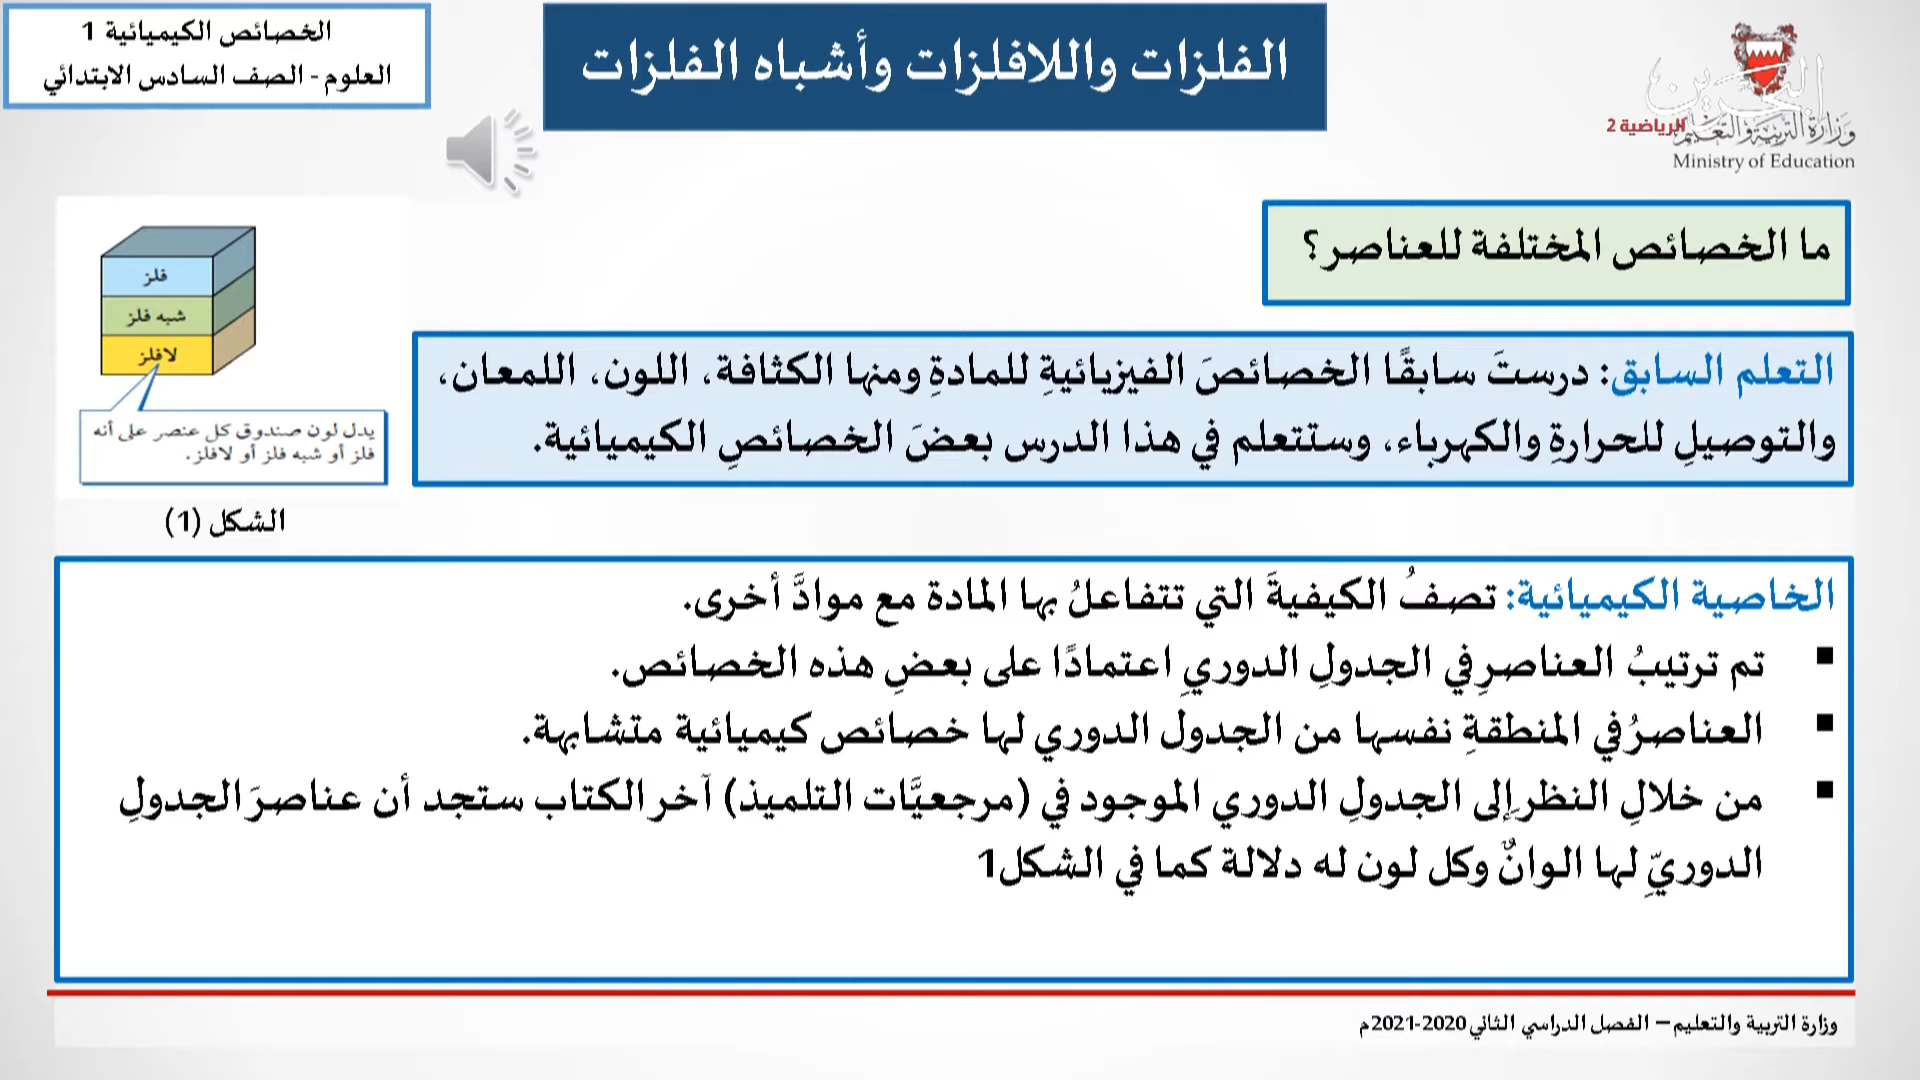 الخصائص الكيميائية 1
العلوم - الصف السادس الابتدائي
الفلزات واللافلزات وأشباه الفلزات
البحرين
الرياضية 2
وزارة التربية والتعليم
Ministry of Education
ما الخصائص المختلفة للعناصر؟
التعلم السابق: درستَ سابقًا الخصائصَ الفيزيائيةِ للمادةِ ومنها الكثافة، اللون، اللمعان،
والتوصيلِ للحرارةِ والكهرباء، وستتعلم في هذا الدرس بعضَ الخصائصِ الكيميائية.
فلز
شبه فلز
لافلز
يدل لون صندوق كل عنصر على أنه
فلز أو شبه فلز أو لافلز.
الشكل (1)
الخاصية الكيميائية: تصفُ الكيفيةَ التي تتفاعلُ بها المادة مع موادَّ أخرى.
▪ تم ترتيبُ العناصرِ في الجدولِ الدوريِ اعتمادًا على بعضِ هذه الخصائص.
▪ العناصرُ في المنطقةِ نفسها من الجدول الدوري لها خصائص كيميائية متشابهة.
▪ من خلالِ النظرِ إلى الجدولِ الدوري الموجود في (مرجعيَّات التلميذ) آخر الكتاب ستجد أن عناصرَ الجدولِ
الدوريِّ لها الوانٌ وكل لون له دلالة كما في الشكل1
وزارة التربية والتعليم – الفصل الدراسي الثاني 2020-2021م